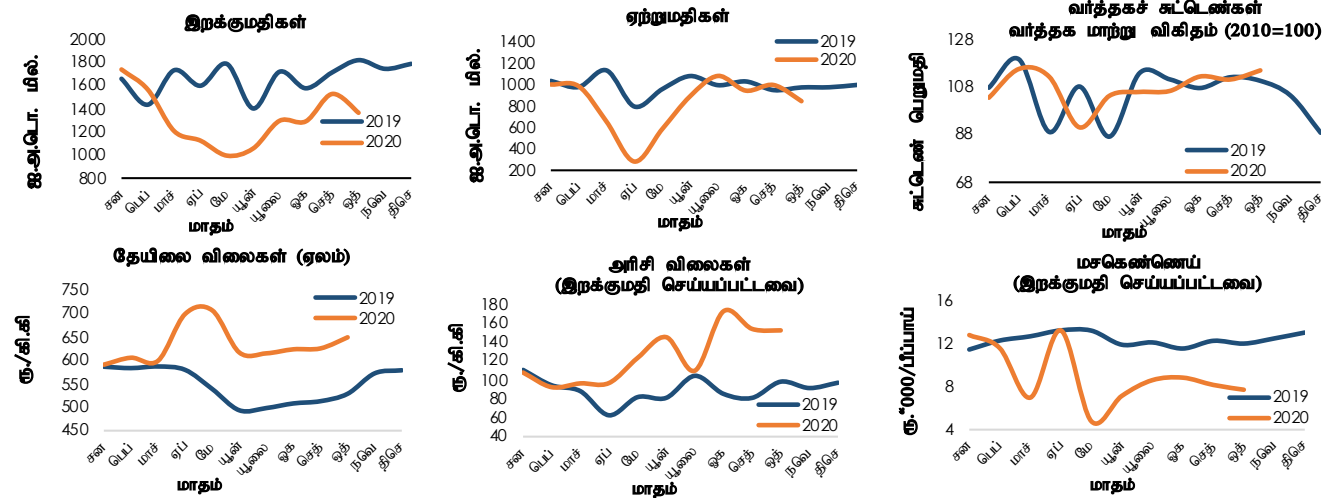 இறக்குமதிகள்
ஐ.அ.டொ. மில்.
2000
1800
1600
1400
1200
1000
800
2019
2020
சன
பெப்
மாச்
ஏப்
மே
யூன்
யூலை
ஓக
செத்
ஒத்
நவெ
திசெ
மாதம்
ஏற்றுமதிகள்
ஐ.அ.டொ. மில்.
1400
1200
1000
800
600
400
200
2019
2020
சன
பெப்
மாச்
ஏப்
மே
யூன்
யூலை
ஓக
செத்
ஒத்
நவெ
திசெ
மாதம்
வர்த்தகச் சுட்டெண்கள்
வர்த்தக மாற்று விகிதம் (2010=100)
சுட்டெண் பெறுமதி
128
108
88
68
2019
2020
சன
பெப்
மாச்
ஏப்
மே
யூன்
யூலை
ஓக
செத்
ஒத்
நவெ
திசெ
மாதம்
தேயிலை விலைகள் (ஏலம்)
ரூ./கி.கி
750
700
650
600
550
500
450
2019
2020
சன
பெப்
மாச்
ஏப்
மே
யூன்
யூலை
ஓக
செத்
ஒத்
நவெ
திசெ
மாதம்
அரிசி விலைகள்
(இறக்குமதி செய்யப்பட்டவை)
ரூ./கி.கி
180
160
140
120
100
80
60
40
2019
2020
சன
பெப்
மாச்
ஏப்
மே
யூன்
யூலை
ஓக
செத்
ஒத்
நவெ
திசெ
மாதம்
மசகெண்ணெய்
(இறக்குமதி செய்யப்பட்டவை)
ரூ.“000/பீப்பாய்
16
12
8
4
2019
2020
சன
பெப்
மாச்
ஏப்
மே
யூன்
யூலை
ஓக
செத்
ஒத்
நவெ
திசெ
மாதம்